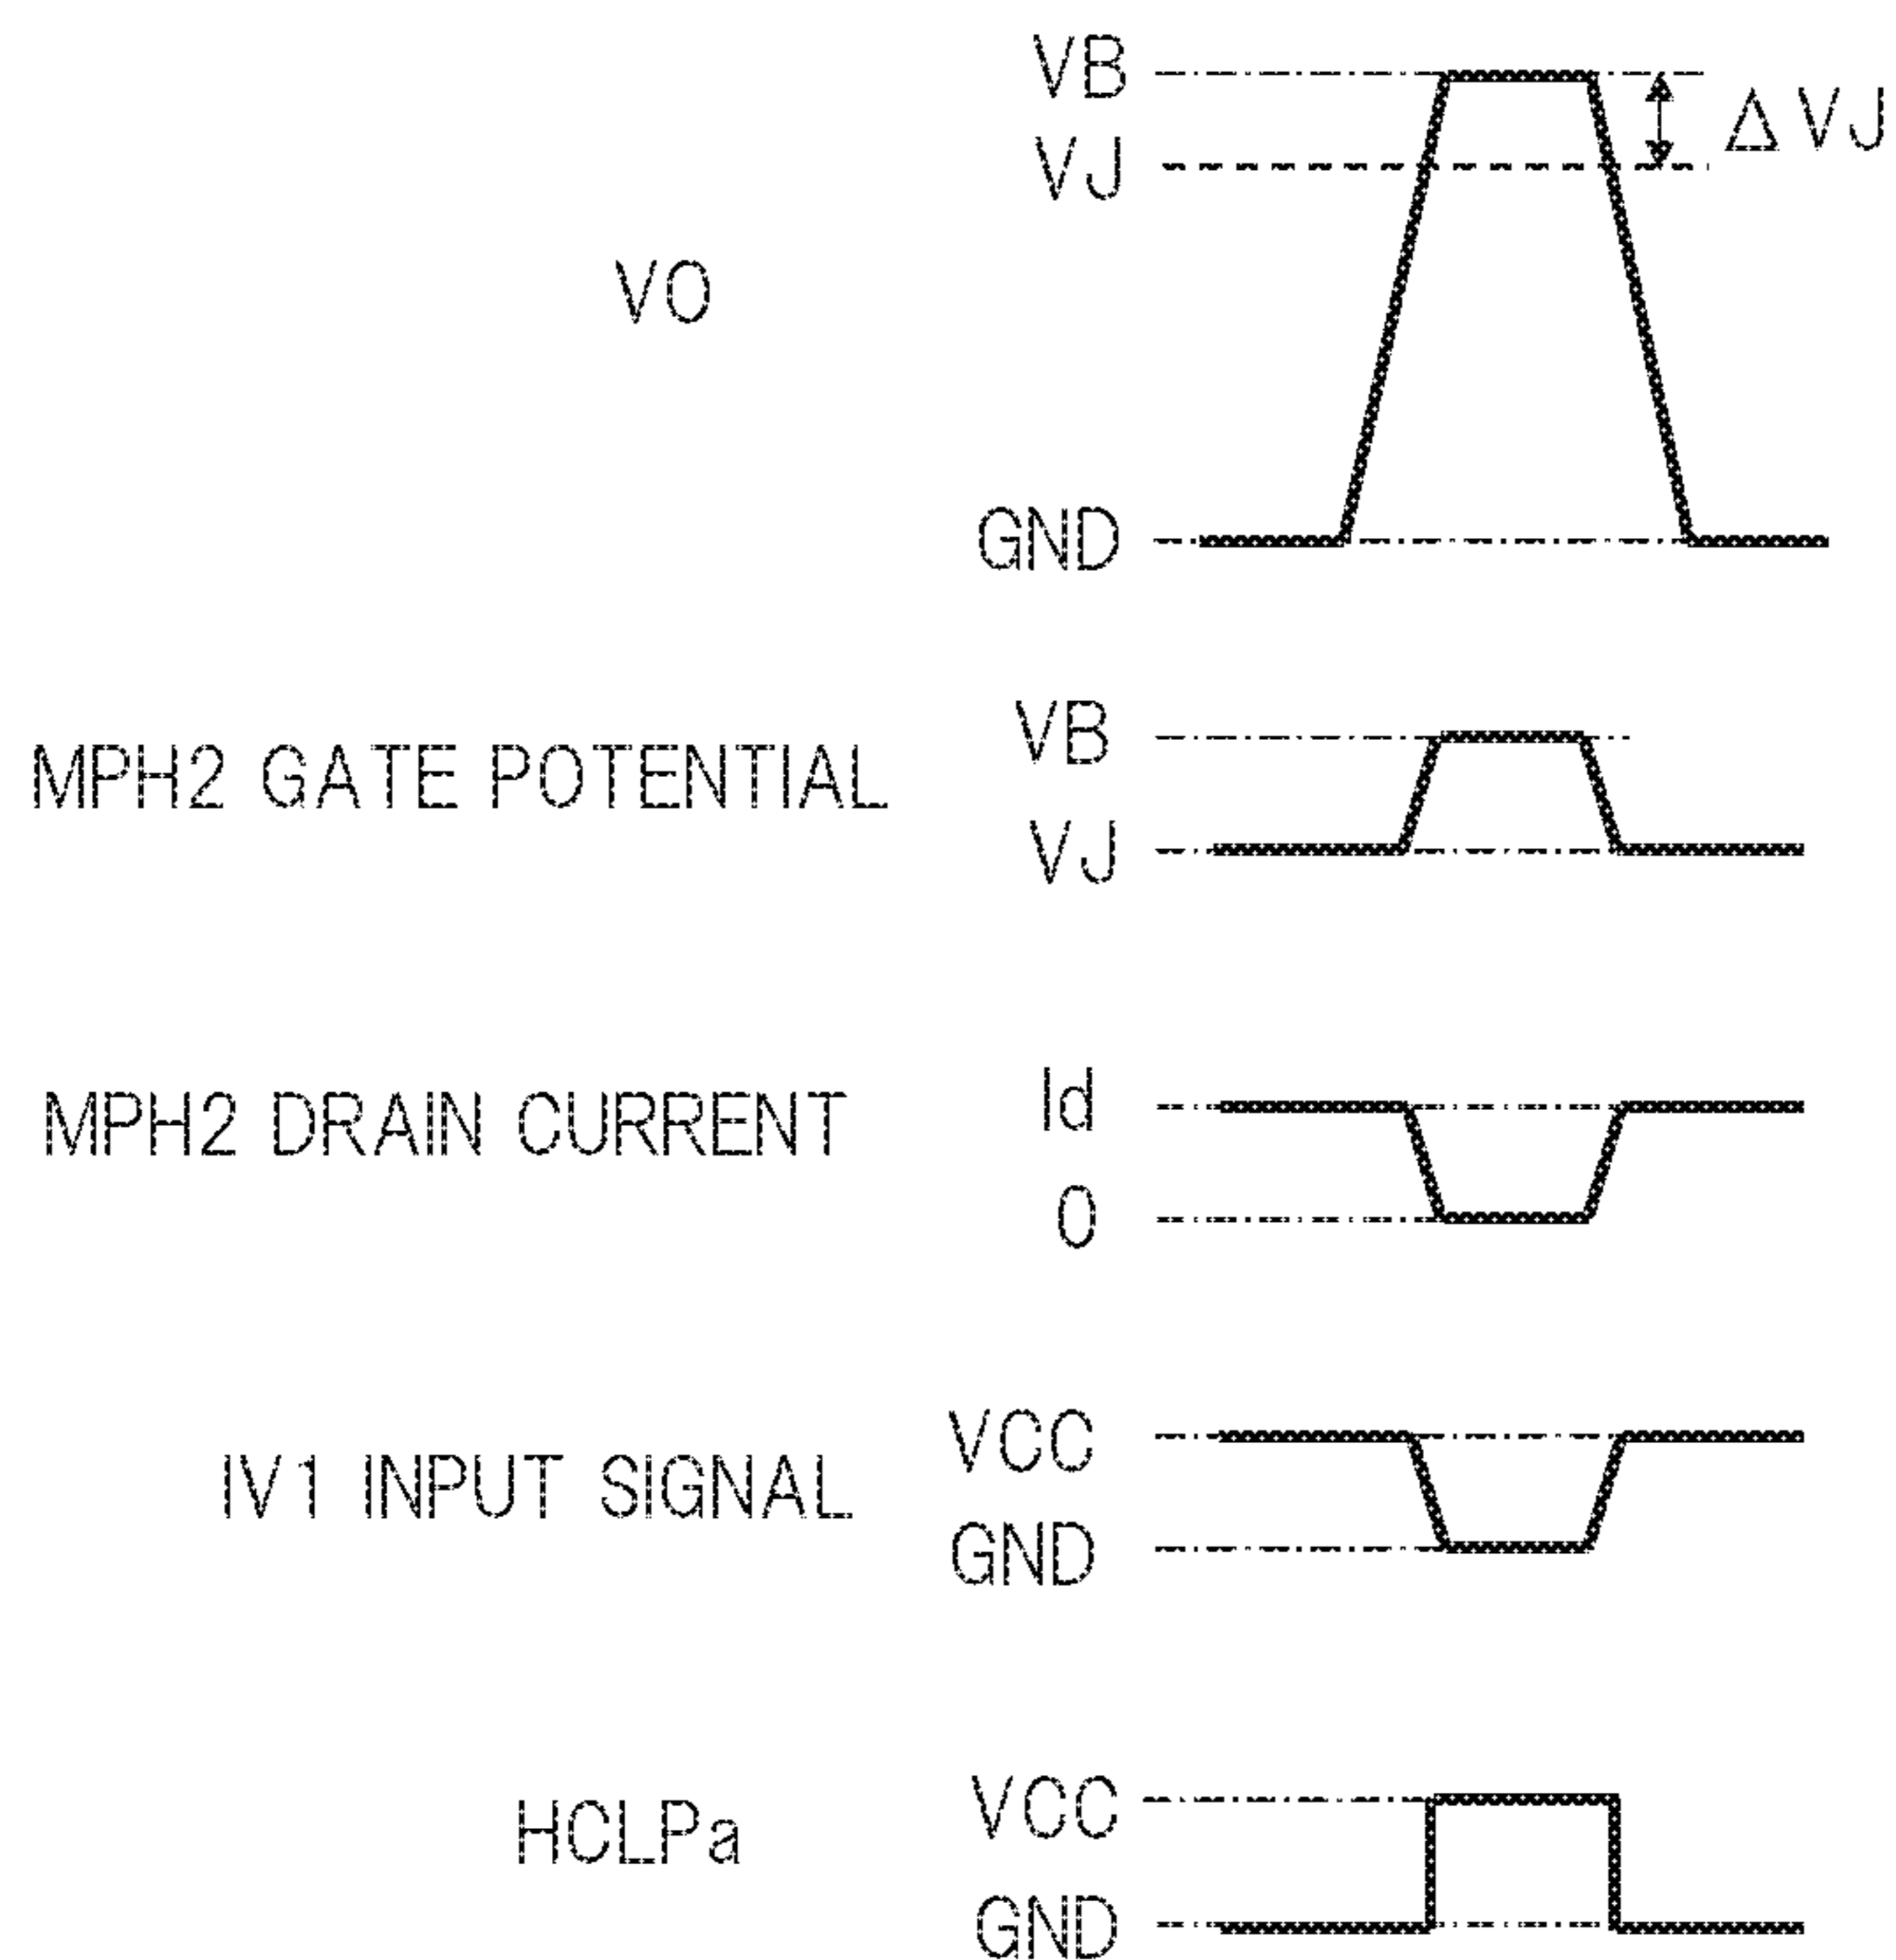 VB
ΔVJ
VJ
VO
GND
VB
MPH2 GATE POTENTIAL
VJ
Id
MPH2 DRAIN CURRENT
0
VCC
IV1 INPUT SIGNAL
GND
VCC
HCLPa
GND